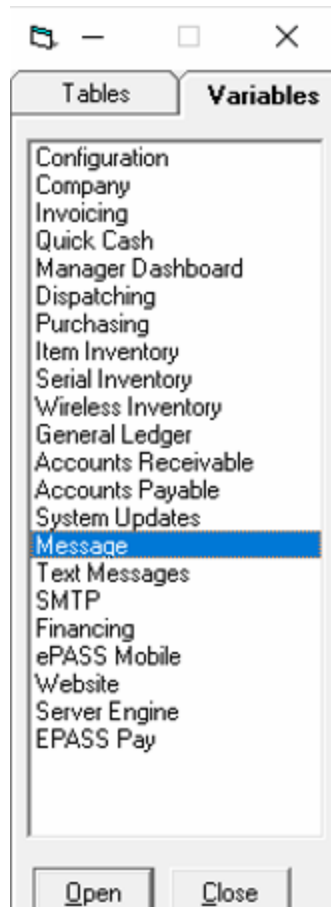 Tables Variables
Configuration
Company
Invoicing
Quick Cash
Manager Dashboard
Dispatching
Purchasing
Item Inventory
Serial Inventory
Wireless Inventory
General Ledger
Accounts Receivable
Accounts Payable
System Updates
Message
Text Messages
SMTP
Financing
ePASS Mobile
Website
Server Engine
EPASS Pay
Open Close